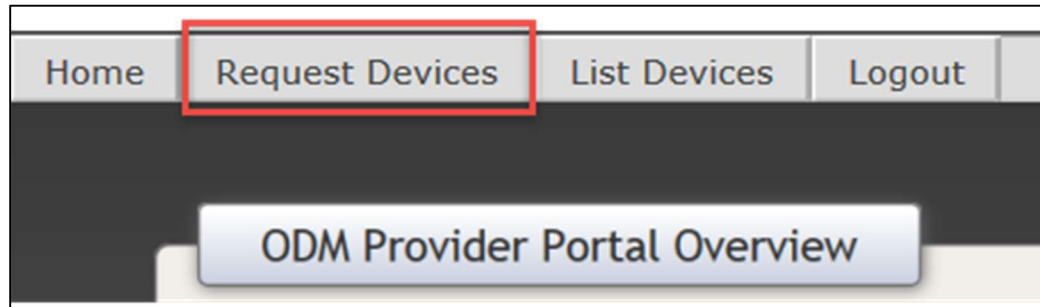 Home Request Devices List Devices Logout
ODM Provider Portal Overview